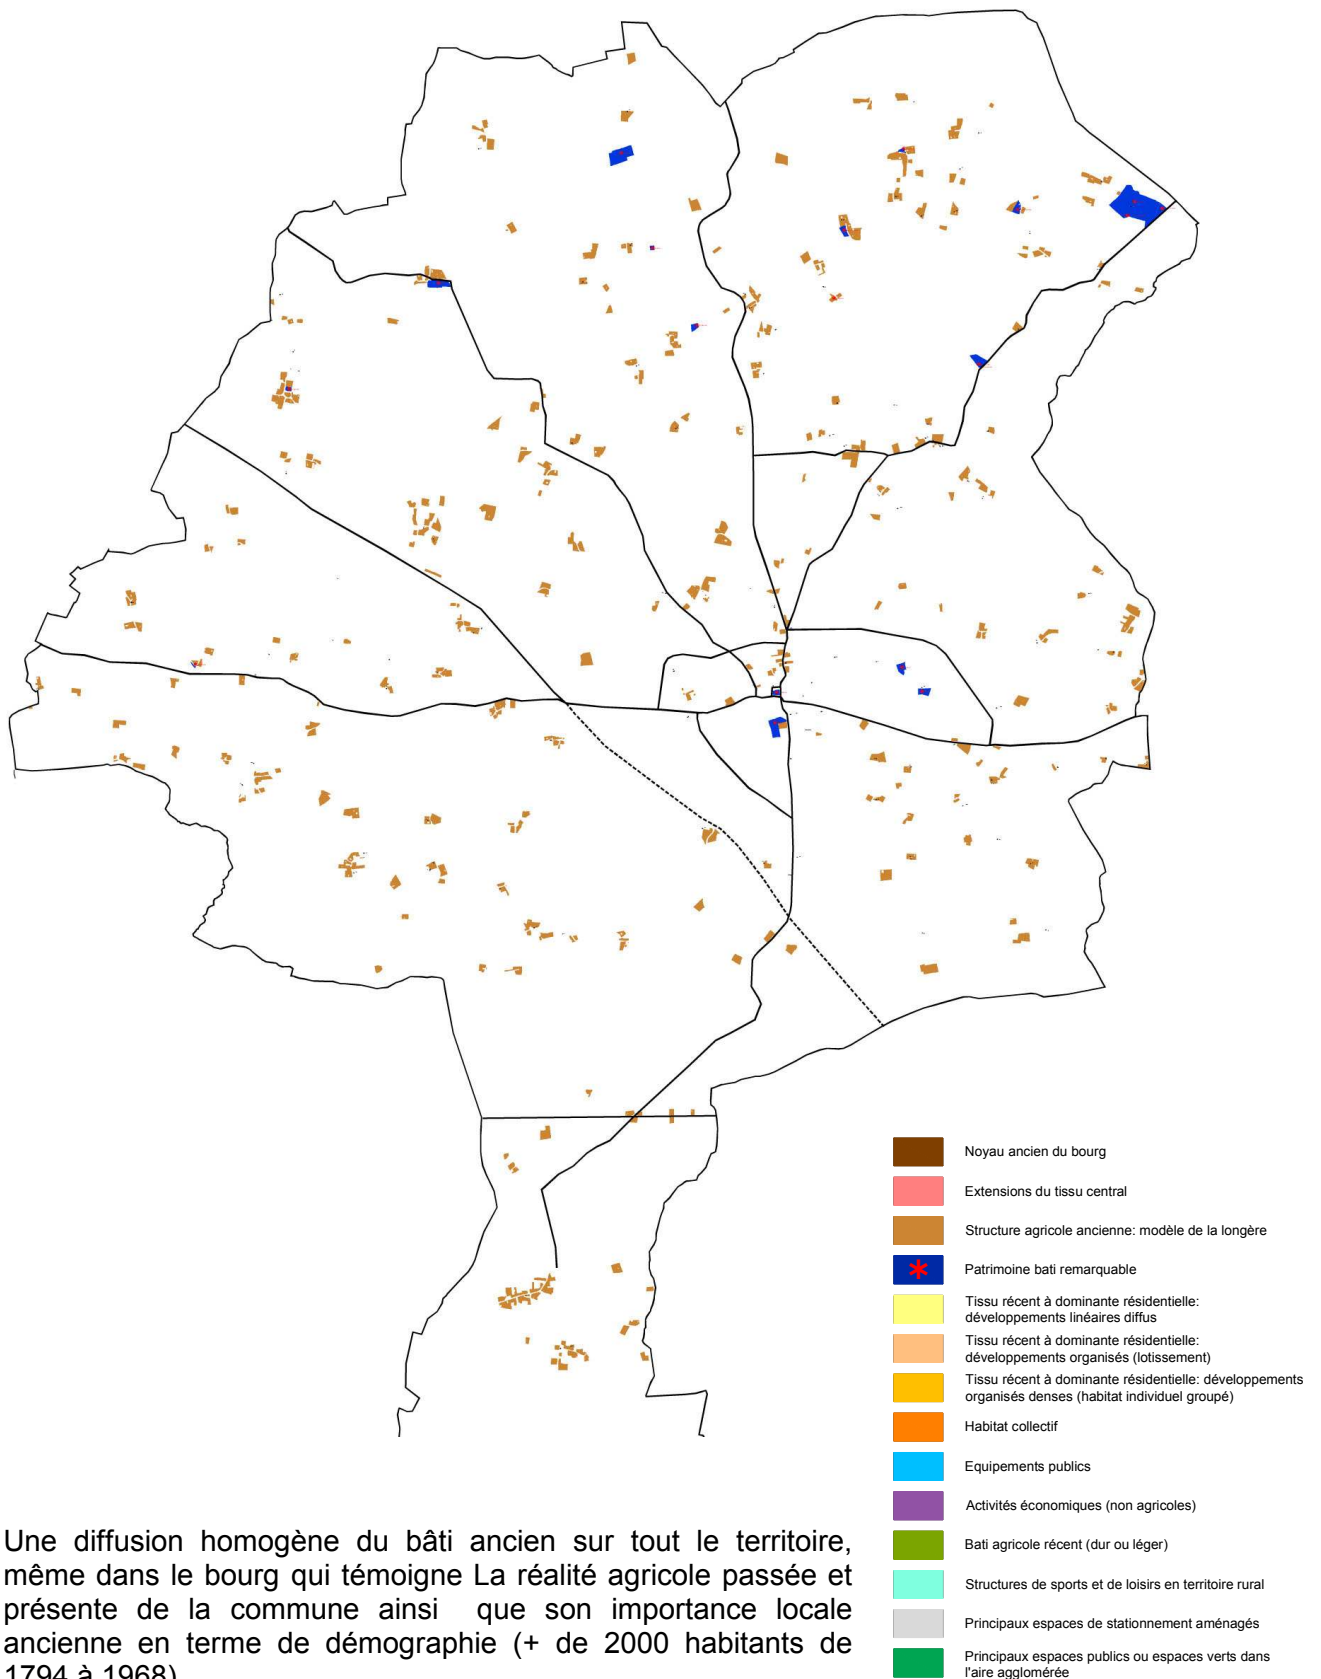 Noyau ancien du bourg
Extensions du tissu central
Structure agricole ancienne: modèle de la longère
Patrimoine bati remarquable
Tissu récent à dominante résidentielle:
développements linéaires diffus
Tissu récent à dominante résidentielle:
développements organisés (lotissement)
Tissu récent à dominante résidentielle: développements
organisés denses (habitat individuel groupé)
Habitat collectif
Equipements publics
Activités économiques (non agricoles)
Bati agricole récent (dur ou léger)
Structures de sports et de loisirs en territoire rural
Principaux espaces de stationnement aménagés
Principaux espaces publics ou espaces verts dans
l'aire agglomérée
Une diffusion homogène du bâti ancien sur tout le territoire,
même dans le bourg qui témoigne La réalité agricole passée et
présente de la commune ainsi que son importance locale
ancienne en terme de démographie (+ de 2000 habitants de
1794 à 1968)